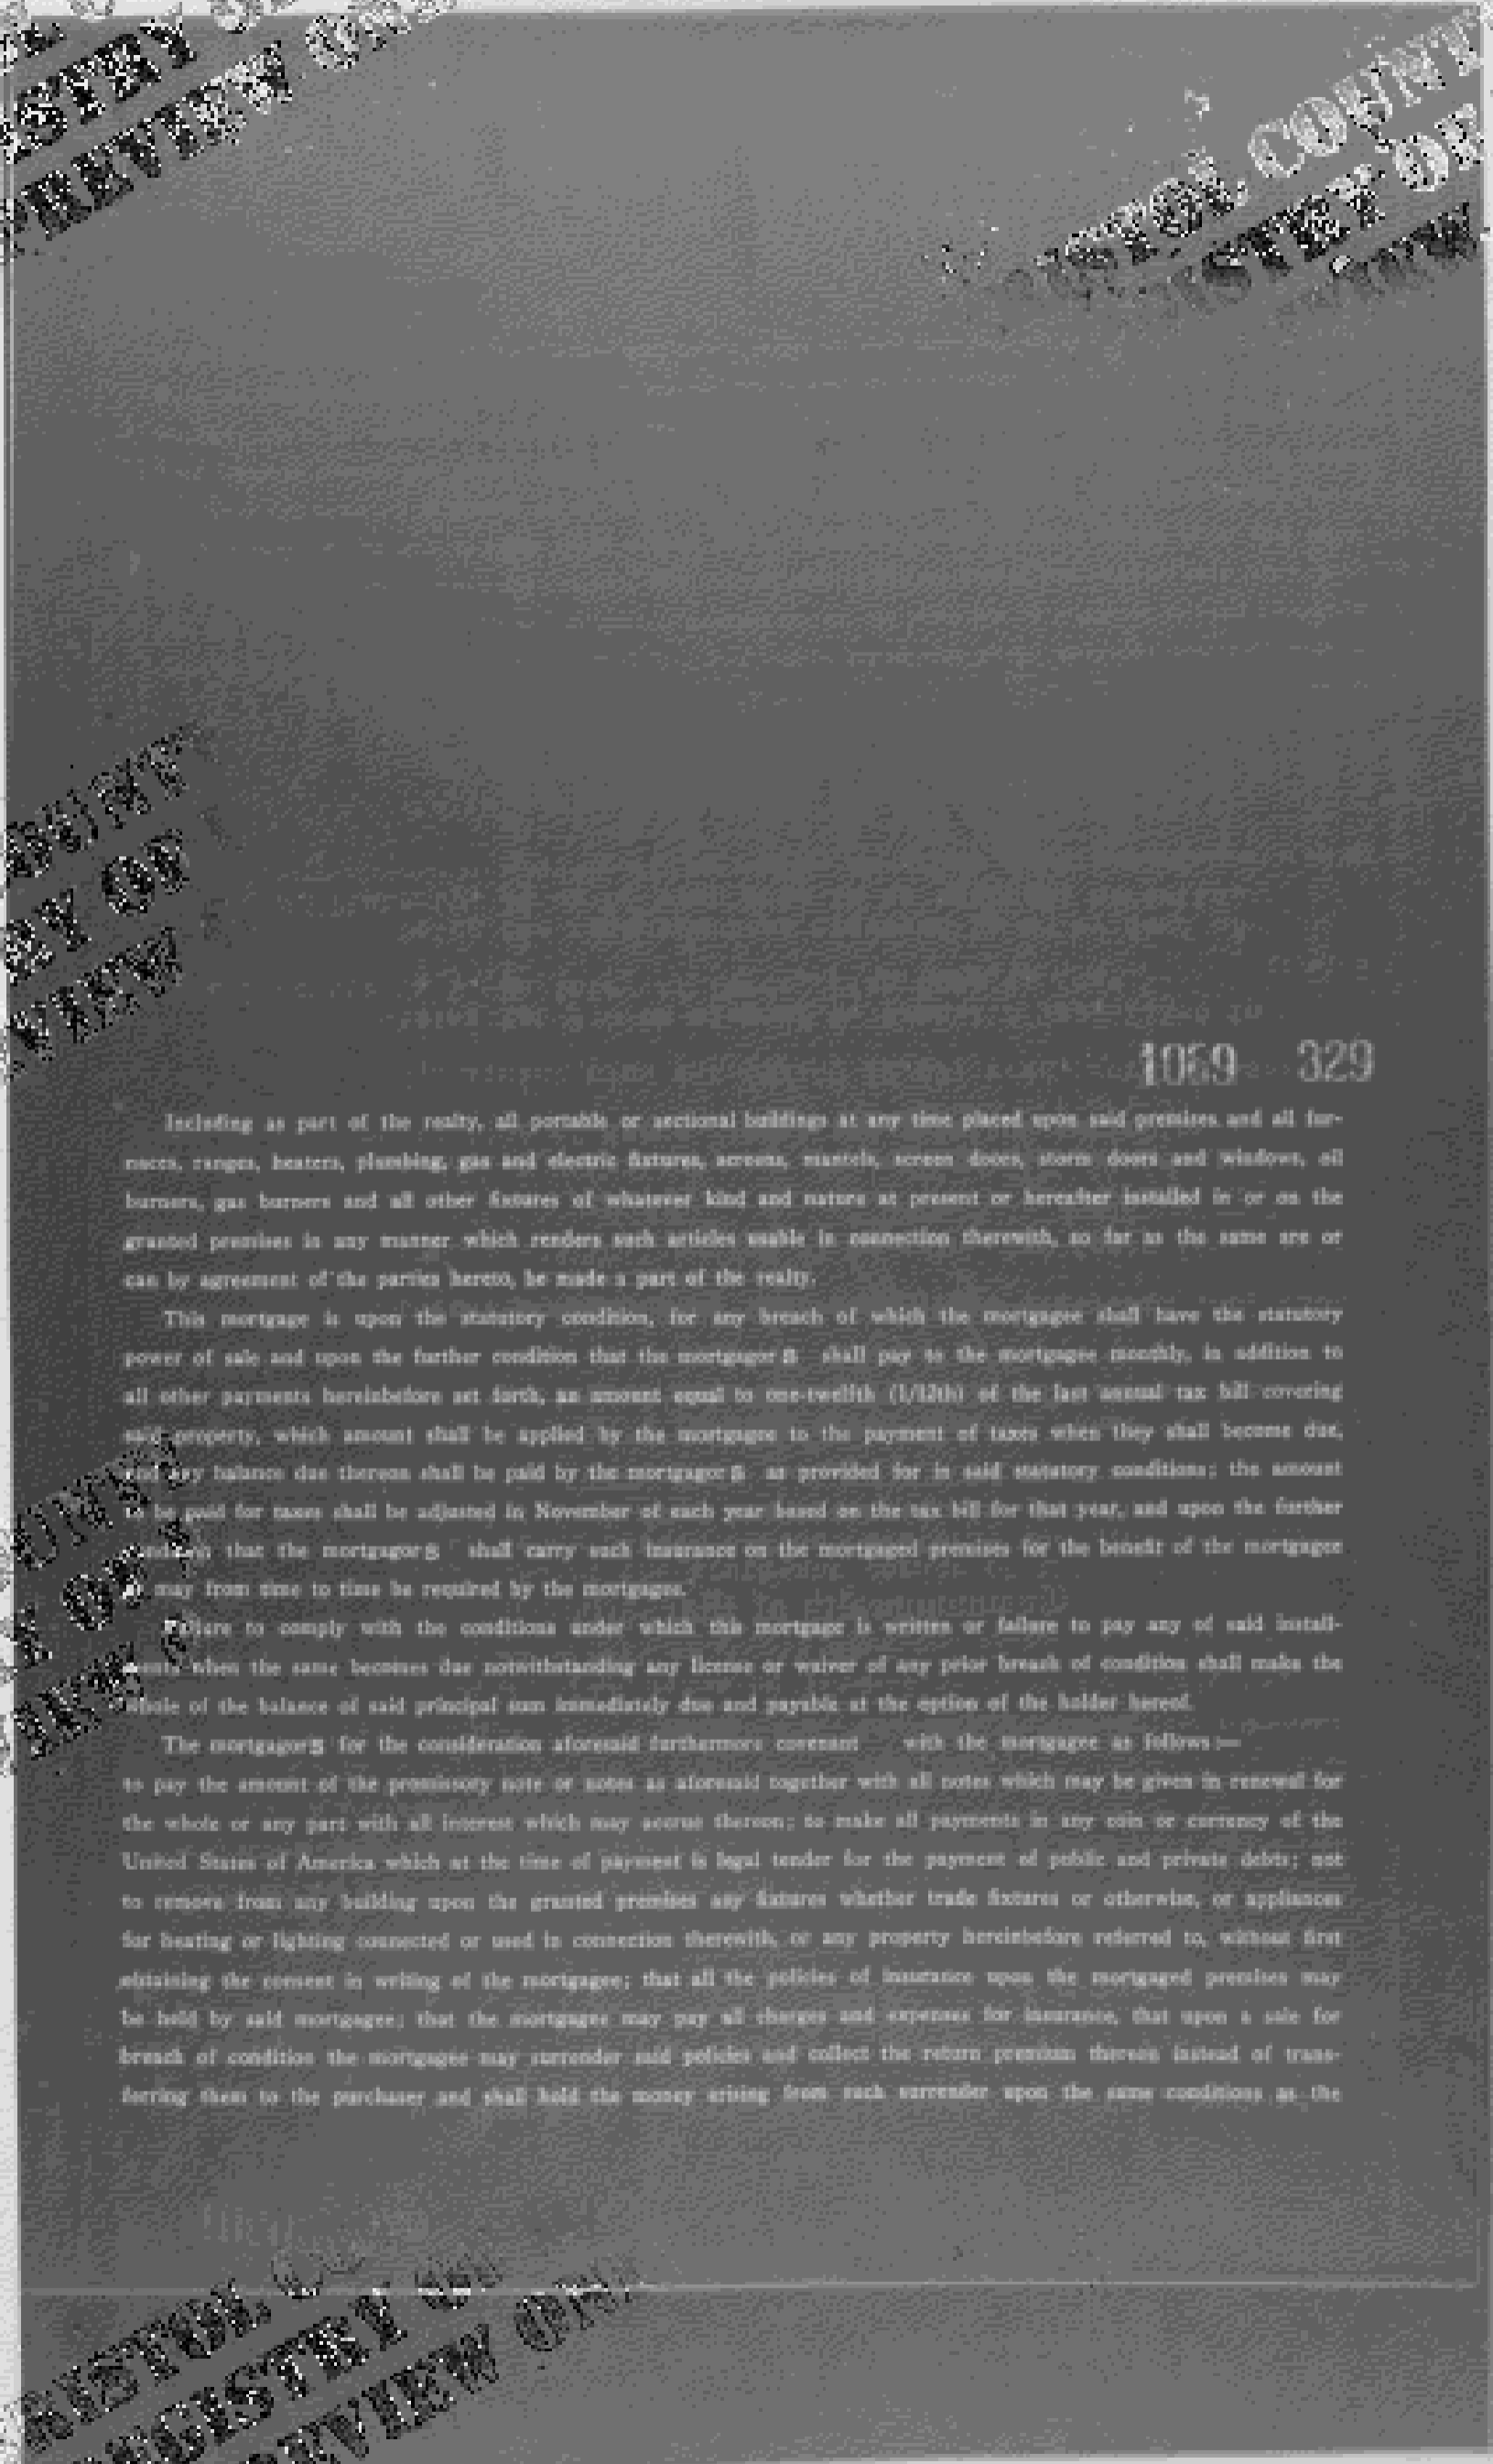 ISTRY
PREVIEW ON
BRISTOL COUNT
ISTRY OF
VIEW
OUNT
RY OF
VIEW
1069 329
Including as part of the realty, all portable or sectional buildings at any time placed upon said premises and all fur-
naces, ranges, heaters, plumbing, gas and electric fixtures, screens, mantels, screen doors, storm doors and windows, oil
burners, gas burners and all other fixtures of whatever kind and nature at present or hereafter installed in or on the
granted premises in any manner which renders such articles usable in connection therewith, so far as the same are or
can by agreement of the parties hereto, be made a part of the realty.
This mortgage is upon the statutory condition, for any breach of which the mortgagee shall have the statutory
power of sale and upon the further condition that the mortgagor s shall pay to the mortgagee monthly, in addition to
all other payments hereinbefore set forth, an amount equal to one-twelfth (1/12th) of the last annual tax bill covering
said property, which amount shall be applied by the mortgagee to the payment of taxes when they shall become due,
and any balance due thereon shall be paid by the mortgagor s as provided for in said statutory conditions; the amount
to be paid for taxes shall be adjusted in November of each year based on the tax bill for that year, and upon the further
condition that the mortgagor s shall carry such insurance on the mortgaged premises for the benefit of the mortgagee
as may from time to time be required by the mortgagee.
Failure to comply with the conditions under which this mortgage is written or failure to pay any of said install-
ments when the same becomes due notwithstanding any license or waiver of any prior breach of condition shall make the
whole of the balance of said principal sum immediately due and payable at the option of the holder hereof.
The mortgagor s for the consideration aforesaid furthermore covenant with the mortgagee as follows:—
to pay the amount of the promissory note or notes as aforesaid together with all notes which may be given in renewal for
the whole or any part with all interest which may accrue thereon; to make all payments in any coin or currency of the
United States of America which at the time of payment is legal tender for the payment of public and private debts; not
to remove from any building upon the granted premises any fixtures whether trade fixtures or otherwise, or appliances
for heating or lighting connected or used in connection therewith, or any property hereinbefore referred to, without first
obtaining the consent in writing of the mortgagee; that all the policies of insurance upon the mortgaged premises may
be held by said mortgagee; that the mortgagee may pay all charges and expenses for insurance, that upon a sale for
breach of condition the mortgagee may surrender said policies and collect the return premium thereon instead of trans-
ferring them to the purchaser and shall hold the money arising from such surrender upon the same conditions as the
RISTOL CO
EGISTRY OF
EVIEW ON